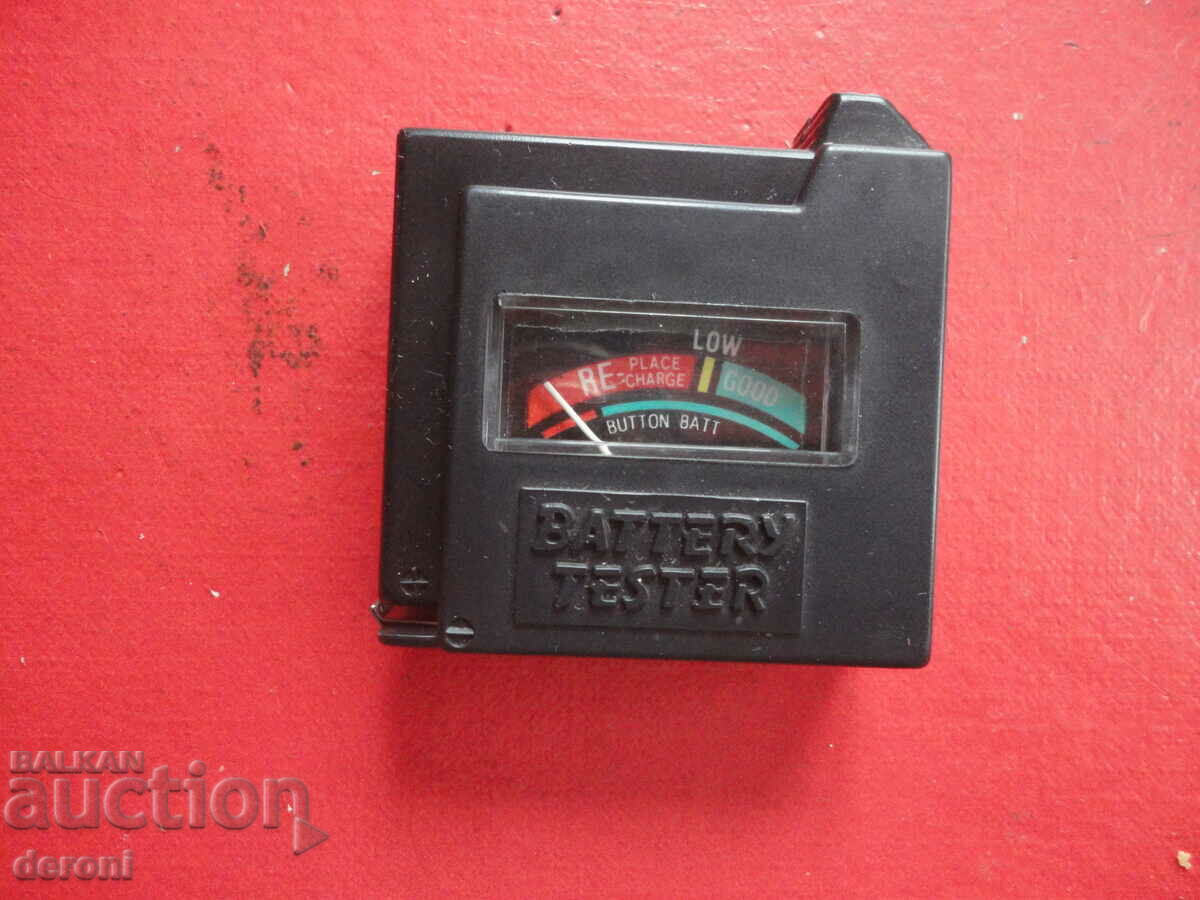 LOW
RE-PLACE
-CHARGE
GOOD
BUTTON BATT
BATTERY
TESTER
BALKAN
auction
deroni